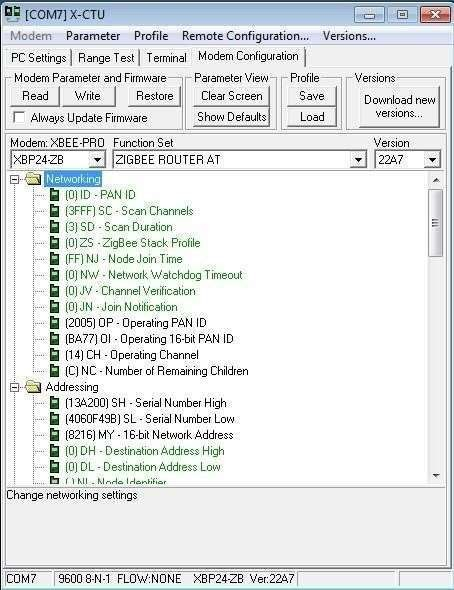 [COM7] X-CTU
Modem Parameter Profile Remote Configuration... Versions...
PC Settings Range Test Terminal Modem Configuration
Modem Parameter and Firmware Parameter View Profile Versions
Read Write Restore Clear Screen Save Download new versions...
Always Update Firmware Show Defaults Load
Modem: XBEE-PRO Function Set Version
XBP24-ZB ZIGBEE ROUTER AT 22A7
Networking
(0) ID - PAN ID
(3FFF) SC - Scan Channels
(3) SD - Scan Duration
(0) ZS - ZigBee Stack Profile
(FF) NJ - Node Join Time
(0) NW - Network Watchdog Timeout
(0) JV - Channel Verification
(0) JN - Join Notification
(2005) OP - Operating PAN ID
(BA77) OI - Operating 16-bit PAN ID
(14) CH - Operating Channel
(C) NC - Number of Remaining Children
Addressing
(13A200) SH - Serial Number High
(4060F49B) SL - Serial Number Low
(8216) MY - 16-bit Network Address
(0) DH - Destination Address High
(0) DL - Destination Address Low
( ) NI - Node Identifier
Change networking settings
COM7 9600 8-N-1 FLOW:NONE XBP24-ZB Ver:22A7